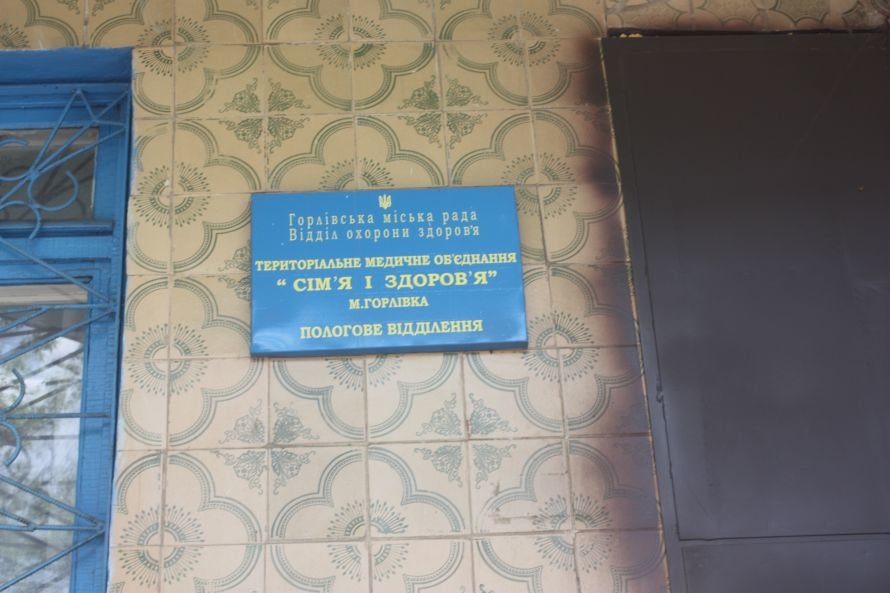 Горлівська міська рада
Відділ охорони здоров'я
ТЕРИТОРІАЛЬНЕ МЕДИЧНЕ ОБ'ЄДНАННЯ
“ СІМ'Я І ЗДОРОВ'Я”
М.ГОРЛІВКА
ПОЛОГОВЕ ВІДДІЛЕННЯ